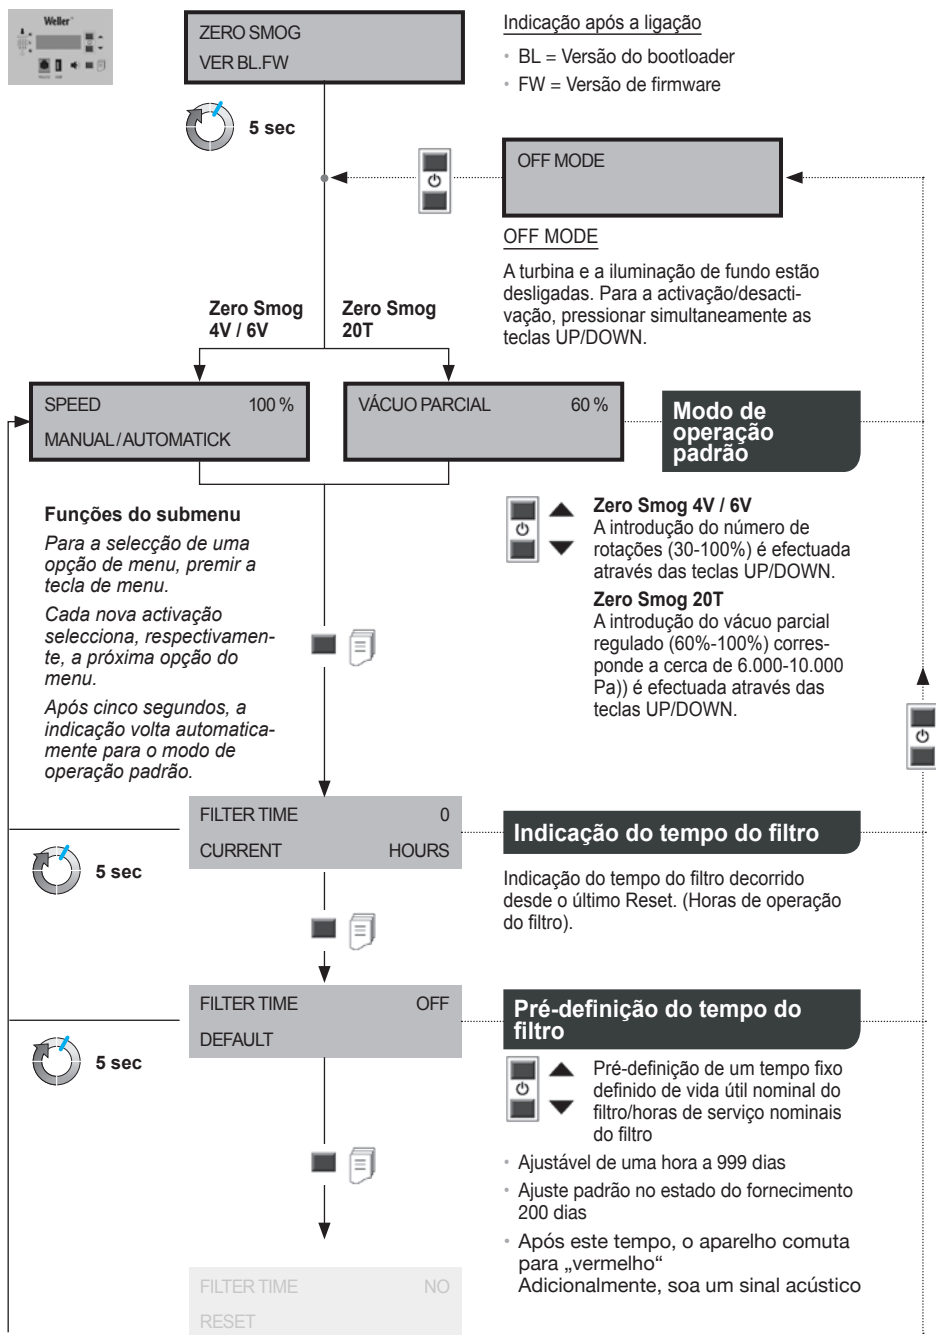 Weller
ZERO SMOG
VER BL.FW
Indicação após a ligação
• BL = Versão do bootloader
• FW = Versão de firmware
5 sec
OFF MODE
OFF MODE
A turbina e a iluminação de fundo estão
desligadas. Para a activação/desacti-
vação, pressionar simultaneamente as
teclas UP/DOWN.
Zero Smog
4V / 6V
Zero Smog
20T
SPEED 100 %
MANUAL/AUTOMATICK
VÁCUO PARCIAL 60 %
Modo de
operação
padrão
Funções do submenu
Para a selecção de uma
opção de menu, premir a
tecla de menu.
Cada nova activação
selecciona, respectivamen-
te, a próxima opção do
menu.
Após cinco segundos, a
indicação volta automatica-
mente para o modo de
operação padrão.
Zero Smog 4V / 6V
A introdução do número de
rotações (30-100%) é efectuada
através das teclas UP/DOWN.
Zero Smog 20T
A introdução do vácuo parcial
regulado (60%-100%) corres-
ponde a cerca de 6.000-10.000
Pa)) é efectuada através das
teclas UP/DOWN.
FILTER TIME 0
CURRENT HOURS
5 sec
Indicação do tempo do filtro
Indicação do tempo do filtro decorrido
desde o último Reset. (Horas de operação
do filtro).
FILTER TIME OFF
DEFAULT
5 sec
Pré-definição do tempo do
filtro
Pré-definição de um tempo fixo
definido de vida útil nominal do
filtro/horas de serviço nominais
do filtro
• Ajustável de uma hora a 999 dias
• Ajuste padrão no estado do fornecimento
200 dias
• Após este tempo, o aparelho comuta
para „vermelho“
Adicionalmente, soa um sinal acústico
FILTER TIME NO
RESET